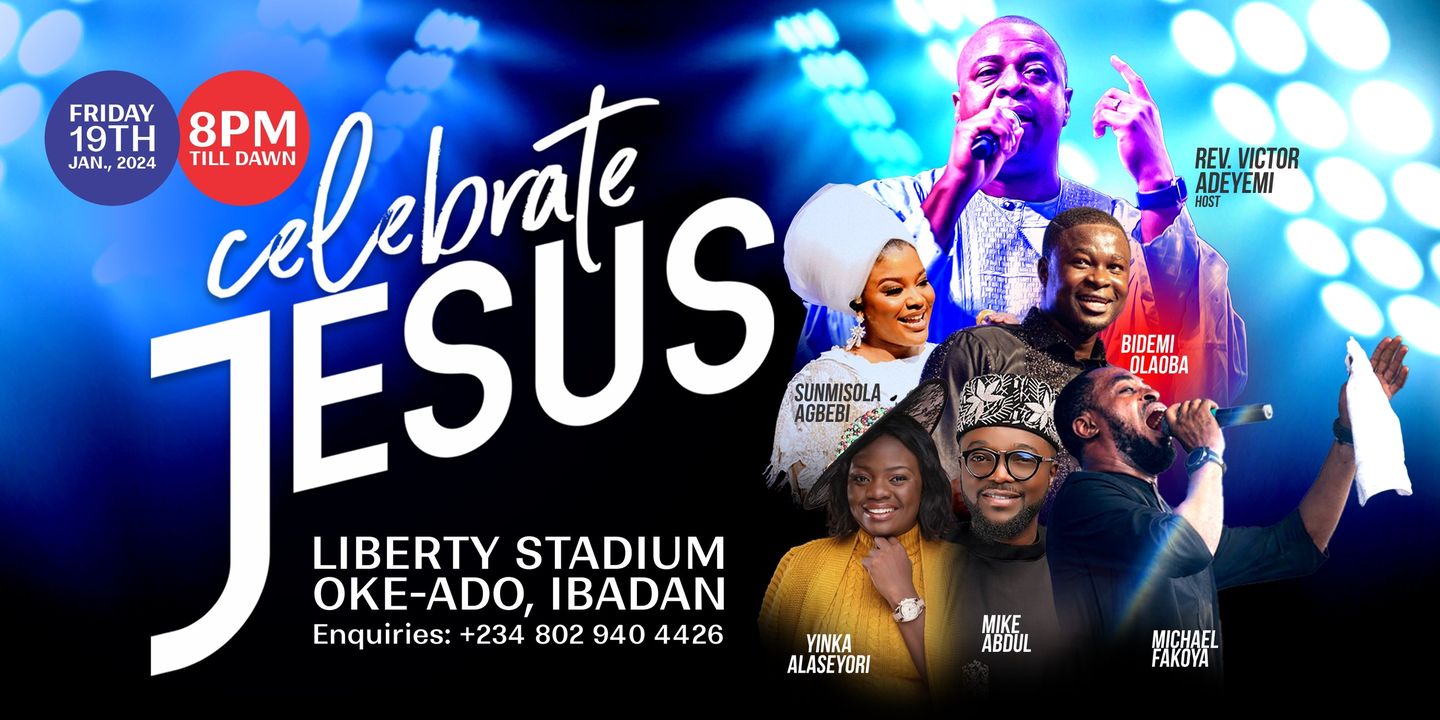 FRIDAY
19TH
JAN., 2024
8PM
TILL DAWN
celebrate
JESUS
LIBERTY STADIUM
OKE-ADO, IBADAN
Enquiries: +234 802 940 4426
REV. VICTOR
ADEYEMI
HOST
BIDEMI
OLAOBA
SUNMISOLA
AGBEBI
YINKA
ALASEYORI
MIKE
ABDUL
MICHAEL
FAKOYA